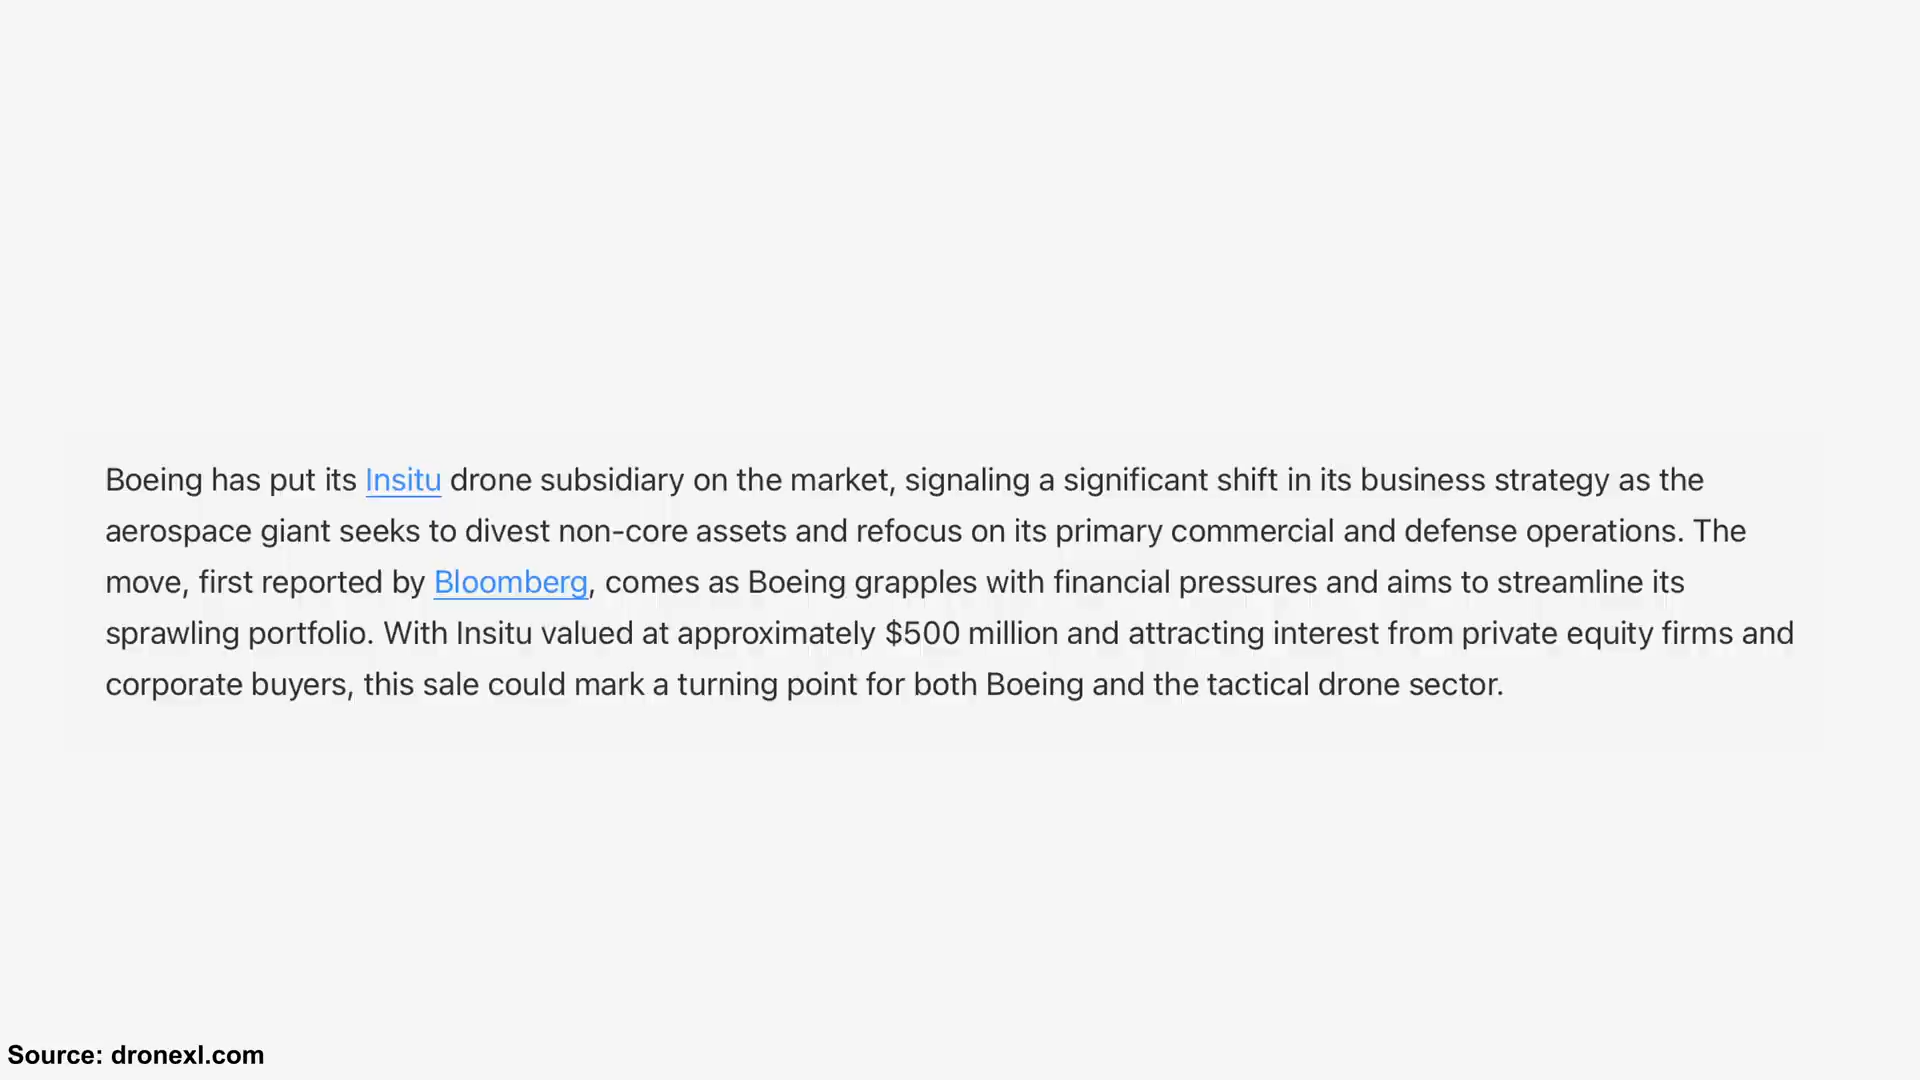 Boeing has put its Insitu drone subsidiary on the market, signaling a significant shift in its business strategy as the
aerospace giant seeks to divest non-core assets and refocus on its primary commercial and defense operations. The
move, first reported by Bloomberg, comes as Boeing grapples with financial pressures and aims to streamline its
sprawling portfolio. With Insitu valued at approximately $500 million and attracting interest from private equity firms and
corporate buyers, this sale could mark a turning point for both Boeing and the tactical drone sector.
Source: dronexl.com